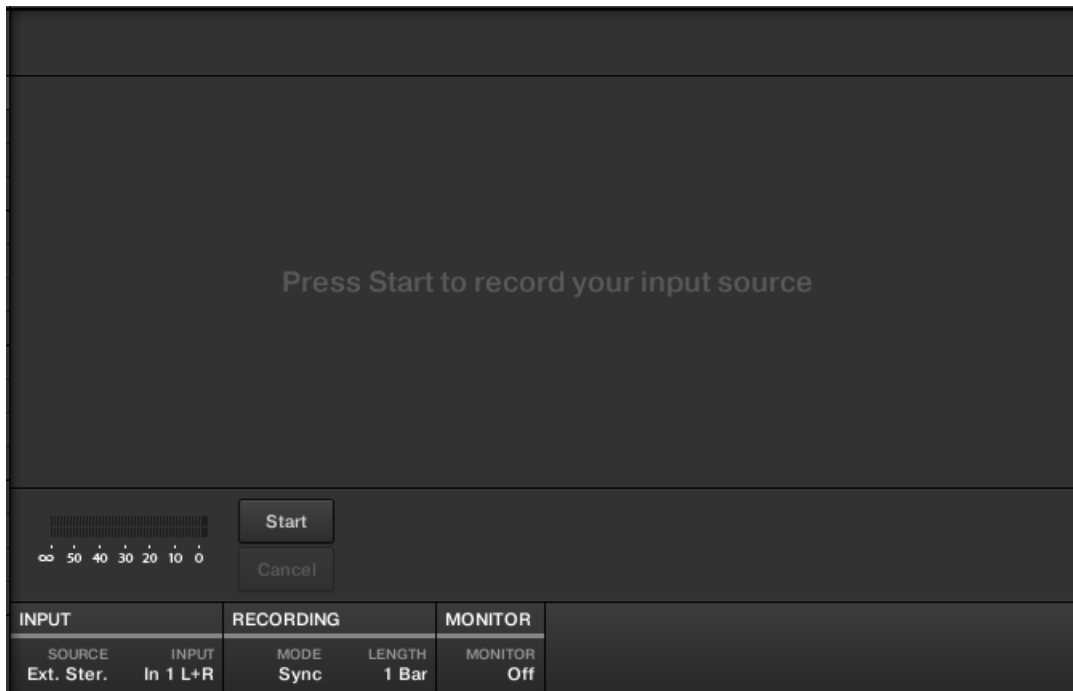 Press Start to record your input source
Start
∞ 50 40 30 20 10 0
Cancel
INPUT RECORDING MONITOR
SOURCE INPUT MODE LENGTH MONITOR
Ext. Ster. In 1 L+R Sync 1 Bar Off